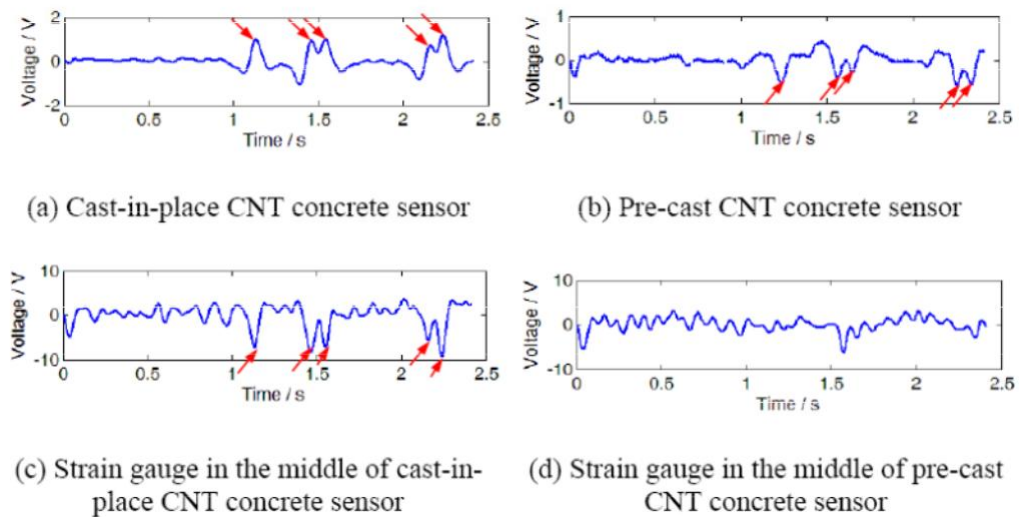 2
0
-2
Voltage / V
0
0.5
1
1.5
2
2.5
Time / s
(a) Cast-in-place CNT concrete sensor
1
0
-1
Voltage / V
0
0.5
1
1.5
2
2.5
Time / s
(b) Pre-cast CNT concrete sensor
10
0
-10
Voltage / V
0
0.5
1
1.5
2
2.5
Time / s
(c) Strain gauge in the middle of cast-in-
place CNT concrete sensor
10
0
-10
Voltage / V
0
0.5
1
1.5
2
2.5
Time / s
(d) Strain gauge in the middle of pre-cast
CNT concrete sensor